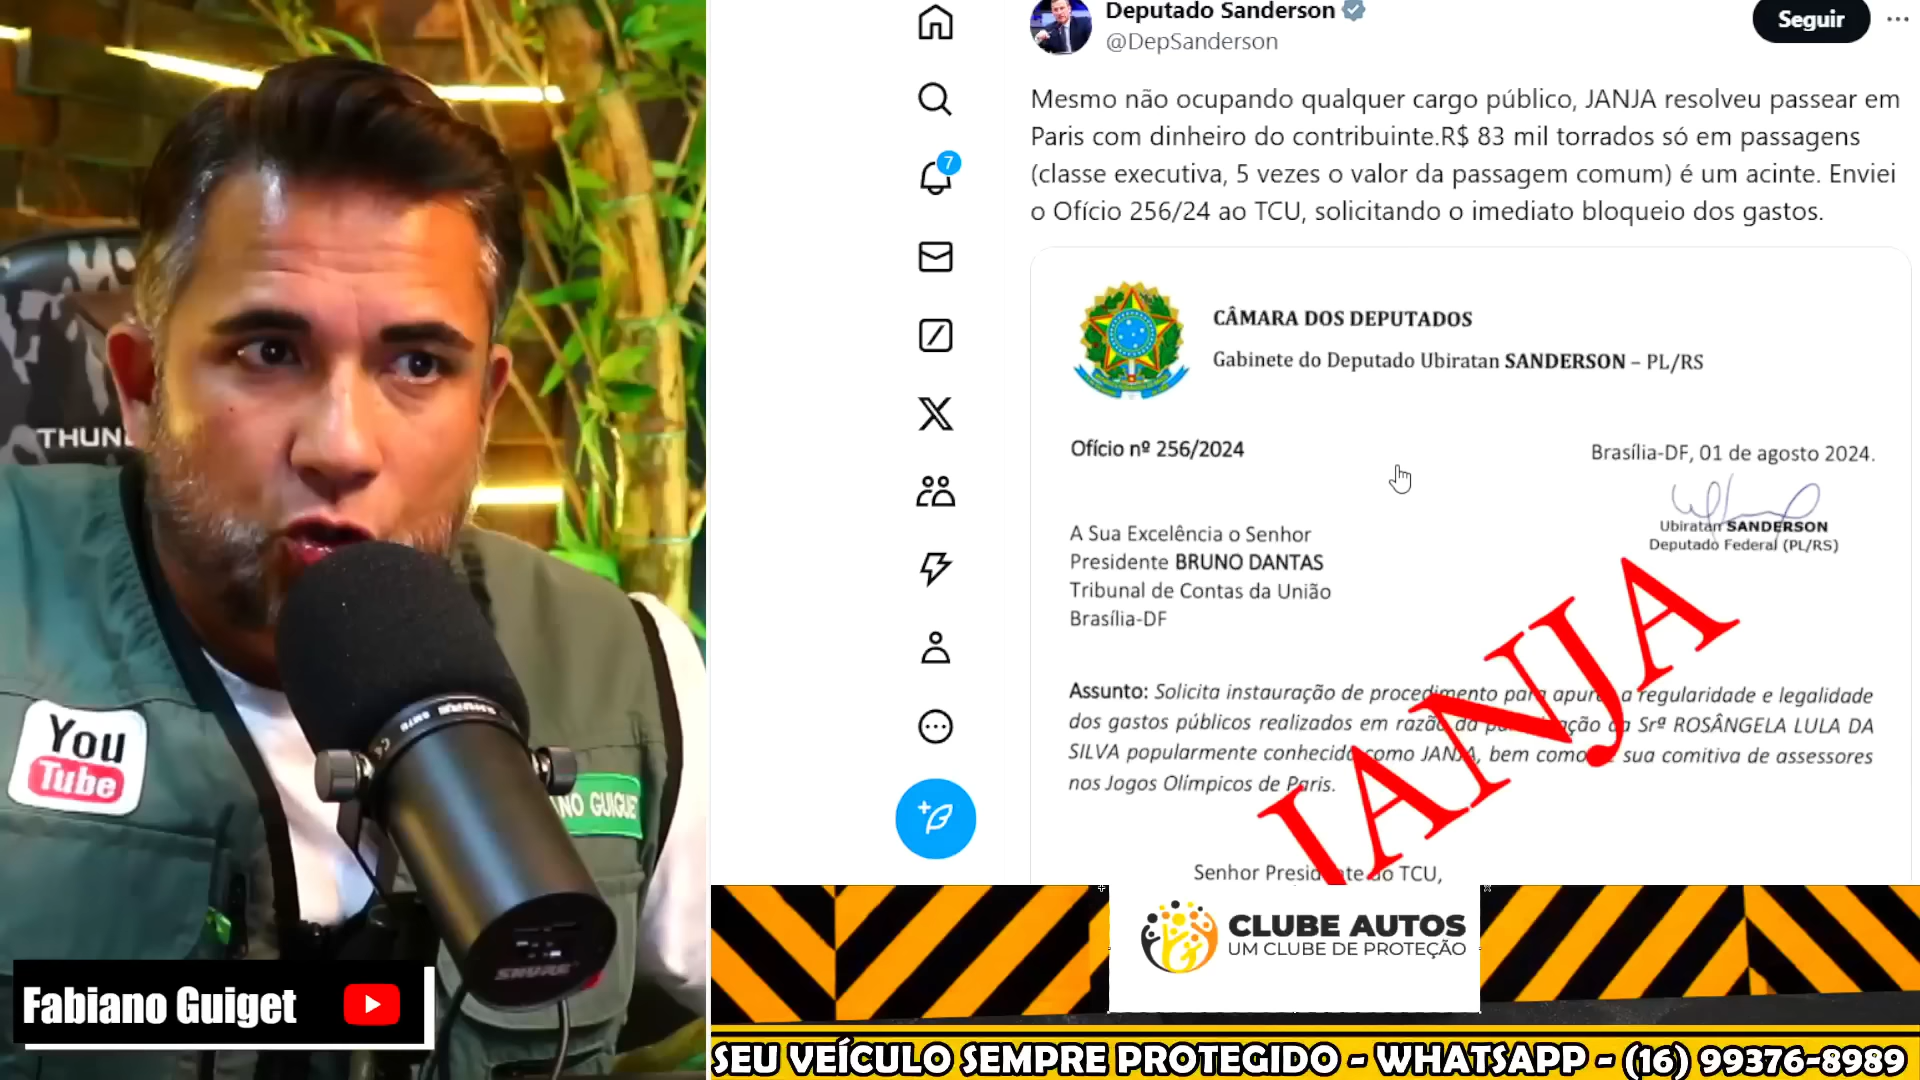 THUN
You
Tube
NO GUIGUE
SHURE SM7B
SHURE
Fabiano Guiget
Deputado Sanderson
@DepSanderson
Seguir
7
Mesmo não ocupando qualquer cargo público, JANJA resolveu passear em
Paris com dinheiro do contribuinte.R$ 83 mil torrados só em passagens
(classe executiva, 5 vezes o valor da passagem comum) é um acinte. Enviei
o Ofício 256/24 ao TCU, solicitando o imediato bloqueio dos gastos.
CÂMARA DOS DEPUTADOS
Gabinete do Deputado Ubiratan SANDERSON – PL/RS
Ofício nº 256/2024
Brasília-DF, 01 de agosto 2024.
Ubiratan SANDERSON
Deputado Federal (PL/RS)
A Sua Excelência o Senhor
Presidente BRUNO DANTAS
Tribunal de Contas da União
Brasília-DF
Assunto: Solicita instauração de procedimento para apurar a regularidade e legalidade
dos gastos públicos realizados em razão da participação da Srª ROSÂNGELA LULA DA
SILVA popularmente conhecida como JANJA, bem como de sua comitiva de assessores
nos Jogos Olímpicos de Paris.
JANJA
Senhor Presidente do TCU,
CLUBE AUTOS
UM CLUBE DE PROTEÇÃO
SEU VEÍCULO SEMPRE PROTEGIDO - WHATSAPP - (16) 99376-8989